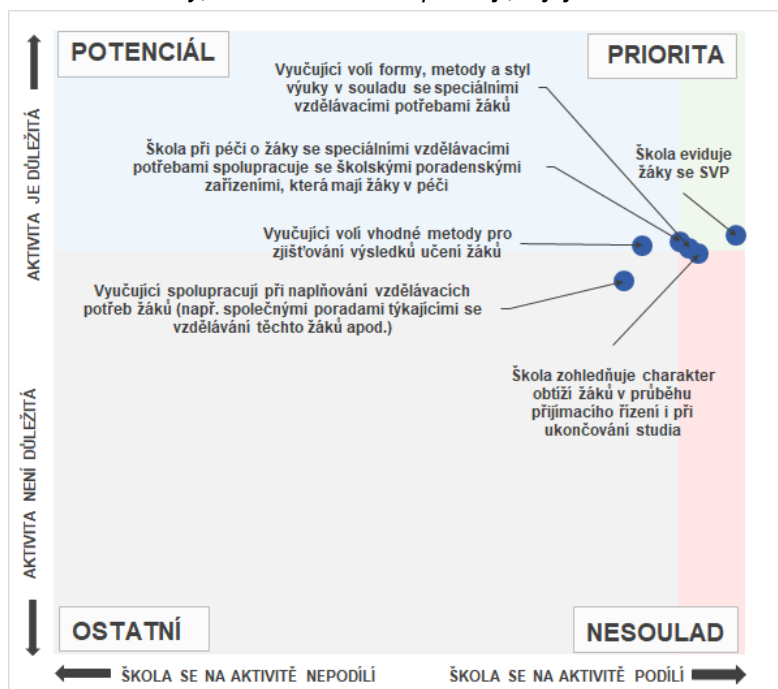 POTENCIÁL
PRIORITA
Vyučující volí formy, metody a styl
výuky v souladu se speciálními
vzdělávacími potřebami žáků
Škola při péči o žáky se speciálními vzdělávacími
potřebami spolupracuje se školskými poradenskými
zařízeními, která mají žáky v péči
Škola eviduje
žáky se SVP
Vyučující volí vhodné metody pro
zjišťování výsledků učení žáků
Vyučující spolupracují při naplňování vzdělávacích
potřeb žáků (např. společnými poradami týkajícími se
vzdělávání těchto žáků apod.)
Škola zohledňuje charakter
obtíží žáků v průběhu
přijímacího řízení i při
ukončování studia
AKTIVITA JE DŮLEŽITÁ
AKTIVITA NENÍ DŮLEŽITÁ
OSTATNÍ
NESOULAD
ŠKOLA SE NA AKTIVITĚ NEPODÍLÍ
ŠKOLA SE NA AKTIVITĚ PODÍLÍ